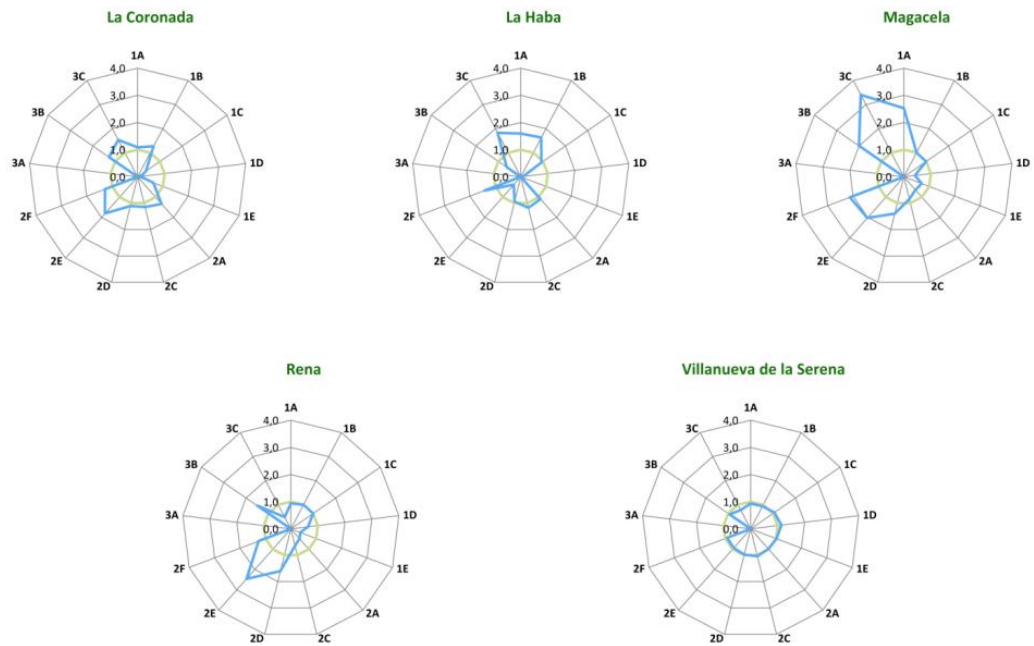 La Coronada
1A
4,0
3C
1B
3,0
3B
1C
2,0
1,0
3A
1D
0,0
2F
1E
2E
2A
2D
2C
La Haba
1A
4,0
3C
1B
3,0
3B
1C
2,0
1,0
3A
1D
0,0
2F
1E
2E
2A
2D
2C
Magacela
1A
4,0
3C
1B
3,0
3B
1C
2,0
1,0
3A
1D
0,0
2F
1E
2E
2A
2D
2C
Rena
1A
4,0
3C
1B
3,0
3B
1C
2,0
1,0
3A
1D
0,0
2F
1E
2E
2A
2D
2C
Villanueva de la Serena
1A
4,0
3C
1B
3,0
3B
1C
2,0
1,0
3A
1D
0,0
2F
1E
2E
2A
2D
2C